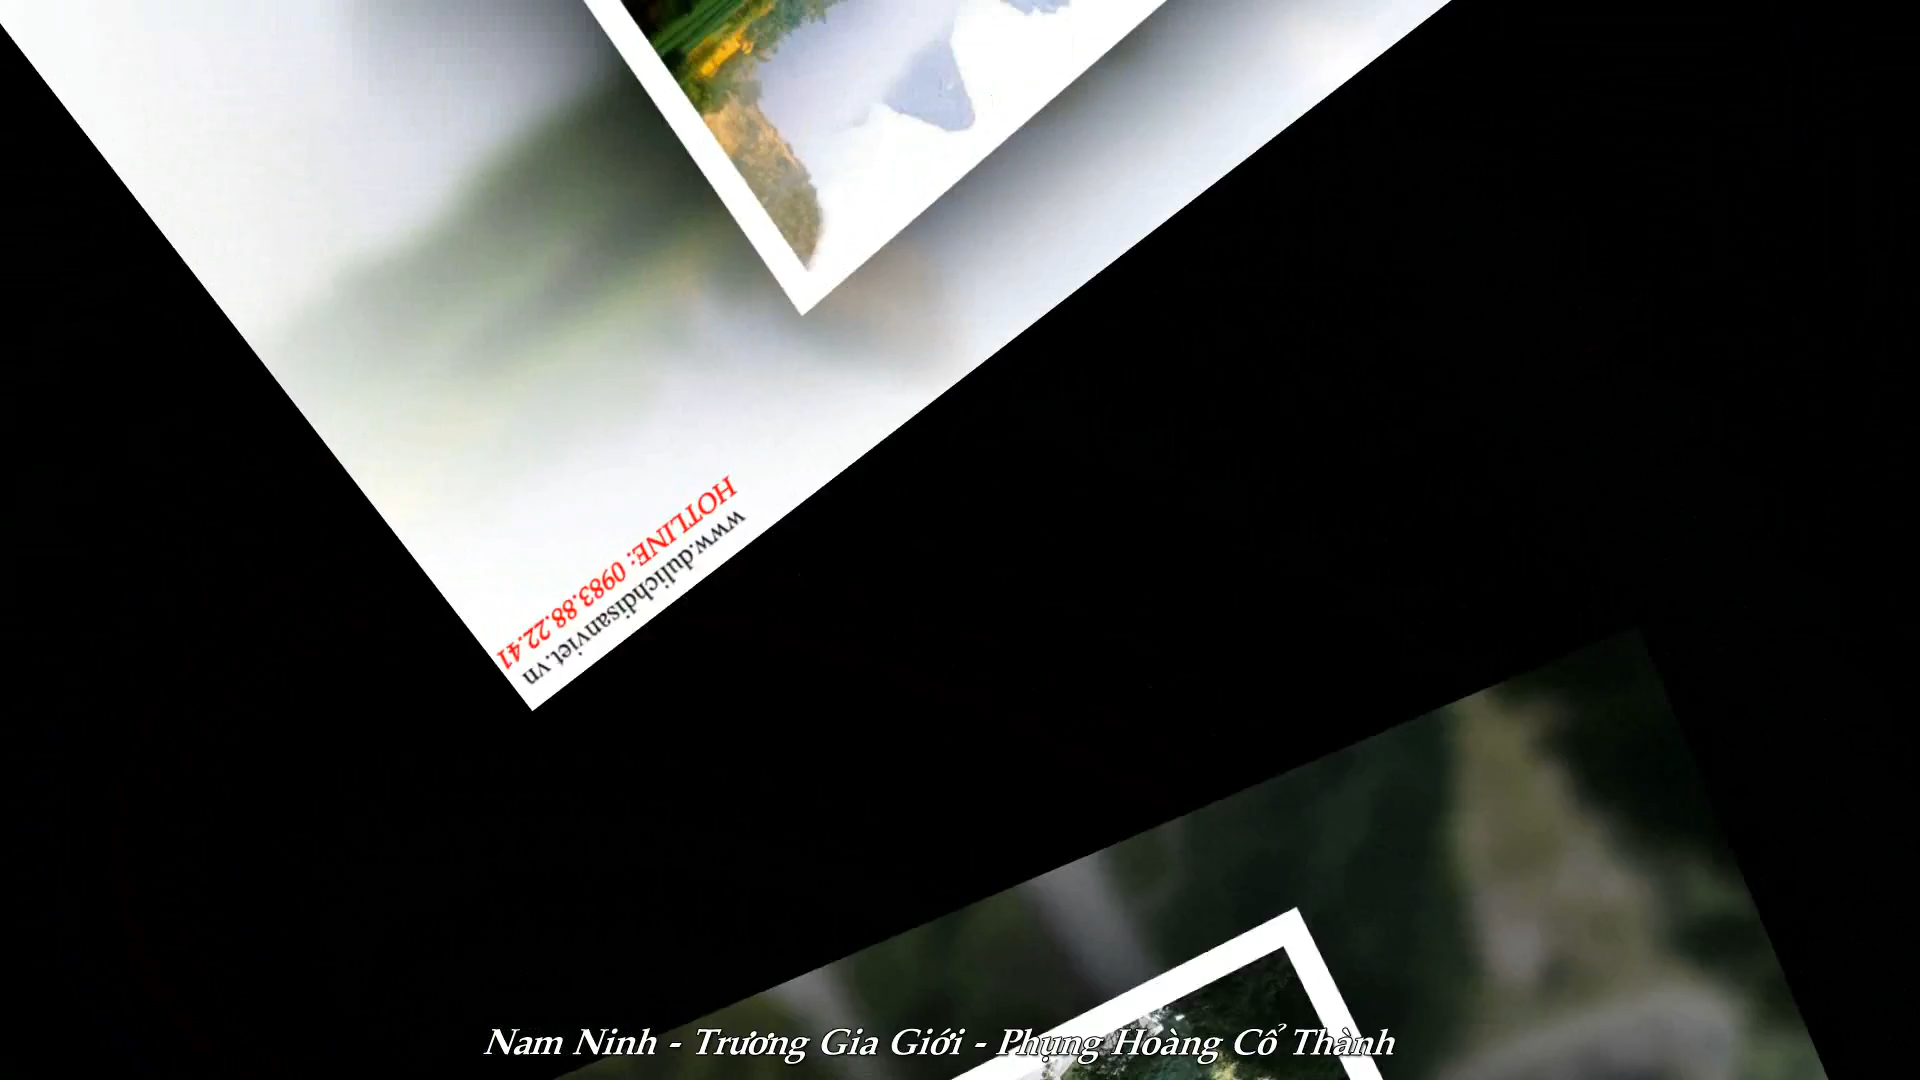 HOTLINE: 0983.88.22.41
www.dulichdisanviet.vn
Nam Ninh - Trương Gia Giới - Phụng Hoàng Cổ Thành